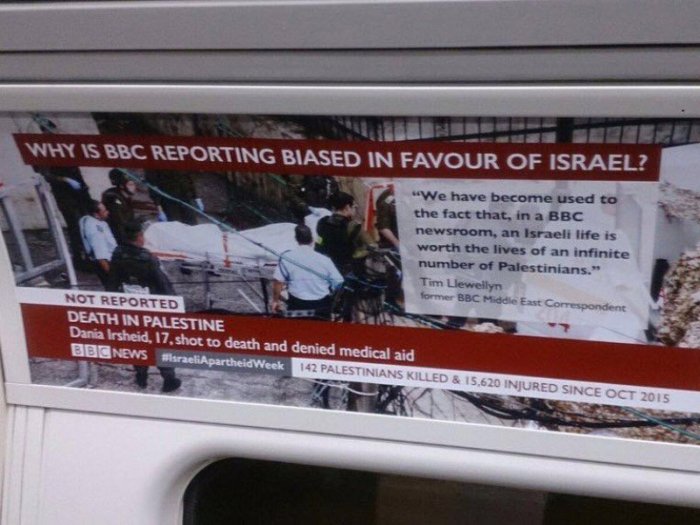 WHY IS BBC REPORTING BIASED IN FAVOUR OF ISRAEL?
“We have become used to
the fact that, in a BBC
newsroom, an Israeli life is
worth the lives of an infinite
number of Palestinians.”
Tim Llewellyn
former BBC Middle East Correspondent
NOT REPORTED
DEATH IN PALESTINE
Dania Irsheid, 17, shot to death and denied medical aid
BBC NEWS #IsraeliApartheidWeek 142 PALESTINIANS KILLED & 15,620 INJURED SINCE OCT 2015